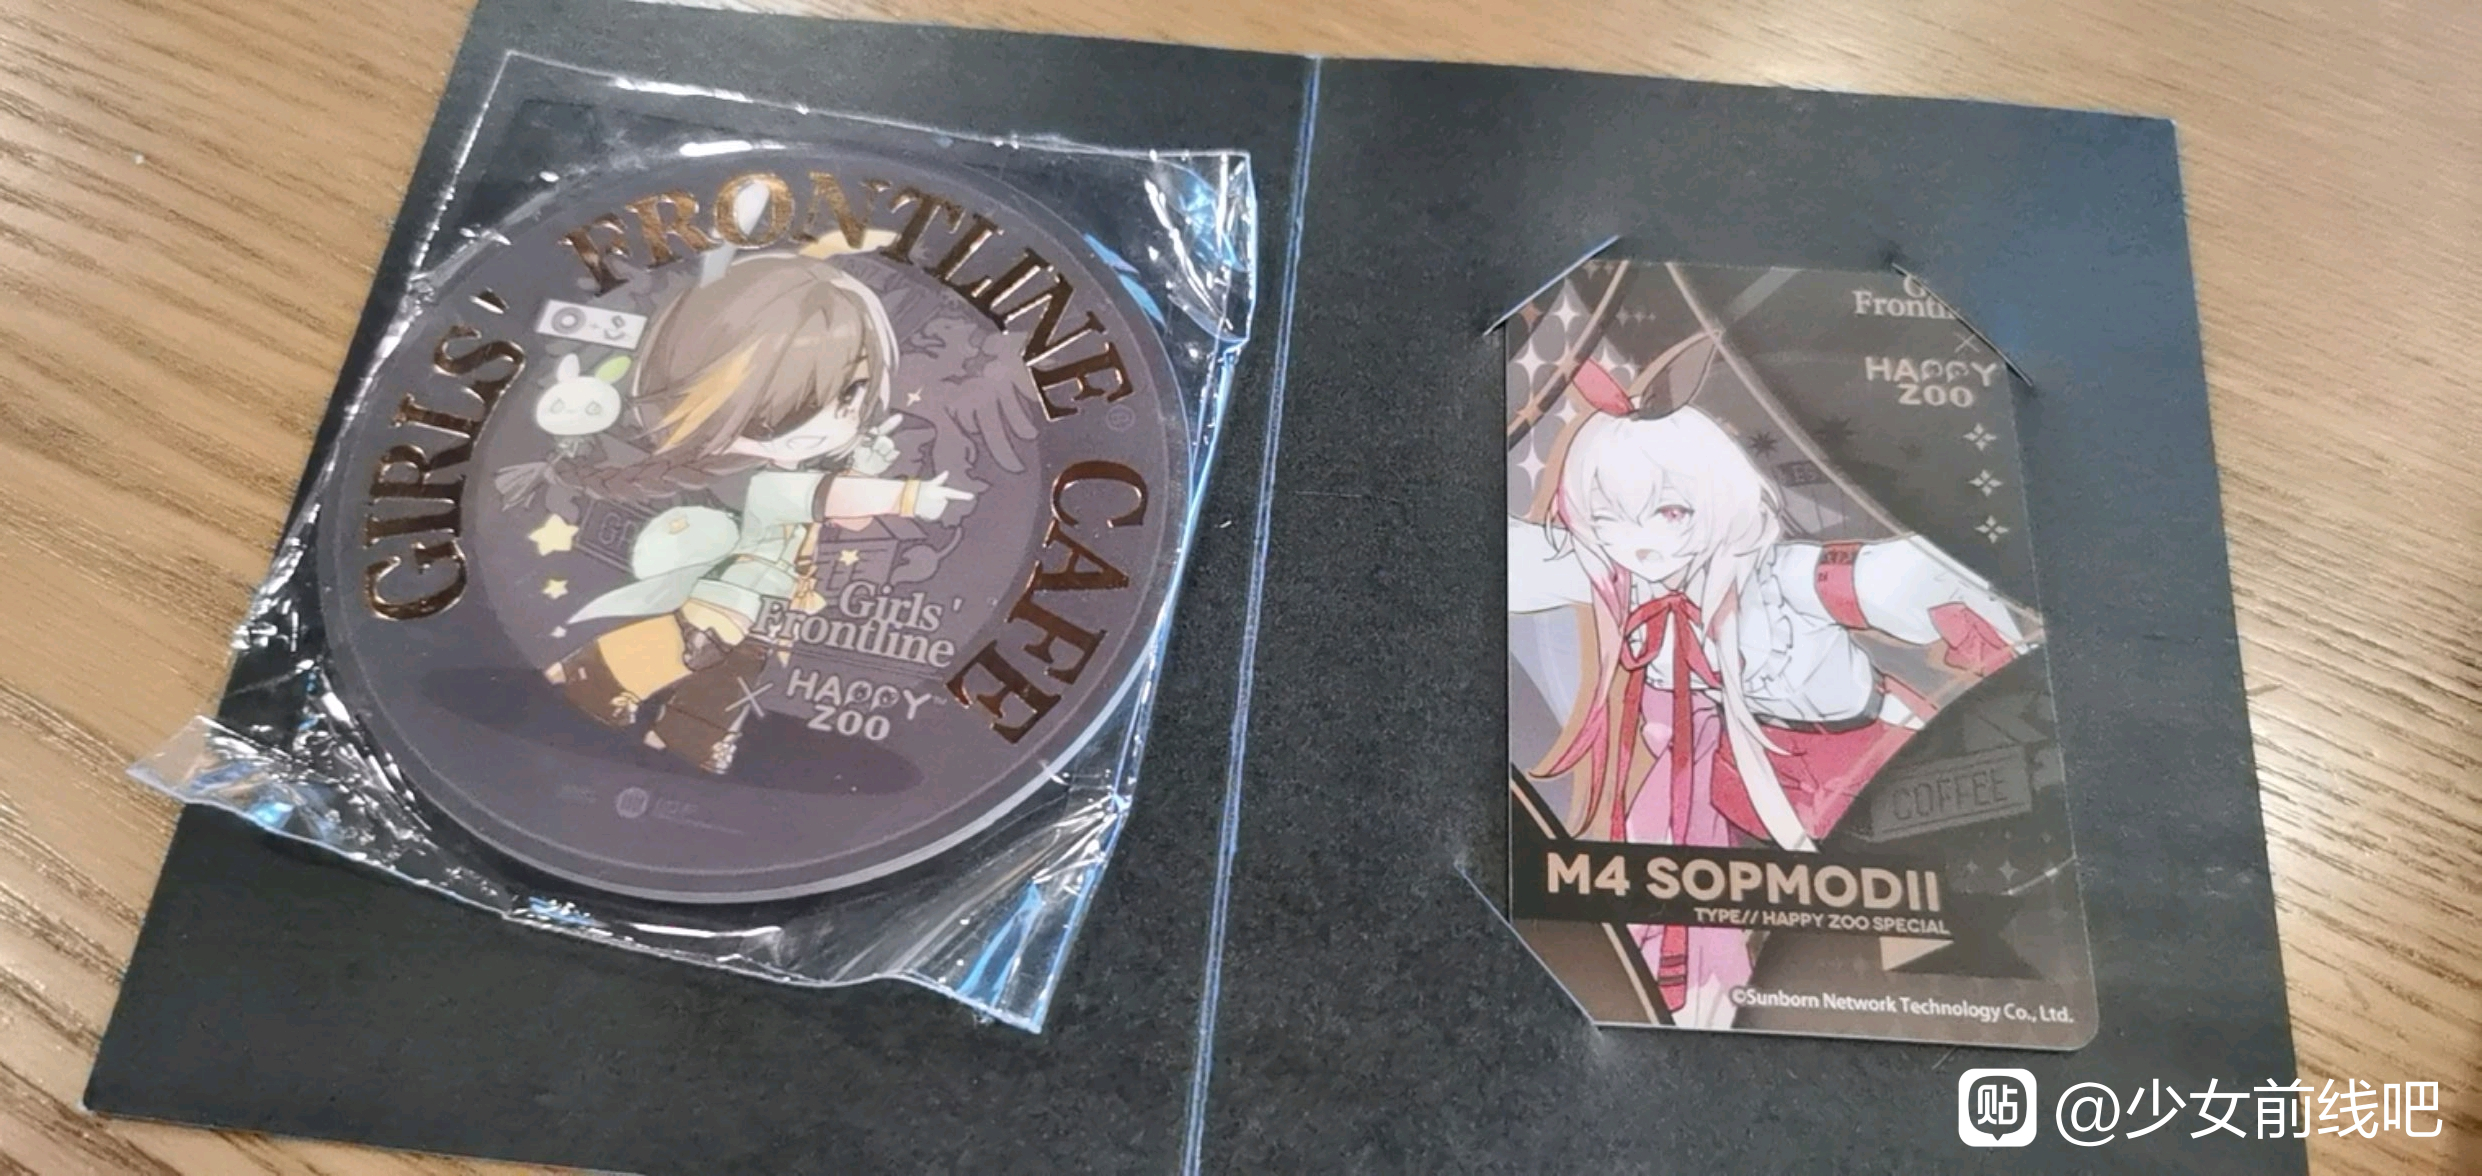 GIRLS' FRONTLINE CAFE
Girls'
Frontline
×
HAPPY
ZOO
×
HAPPY
ZOO
COFFEE
M4 SOPMODII
TYPE// HAPPY ZOO SPECIAL
©Sunborn Network Technology Co., Ltd.
贴 @少女前线吧